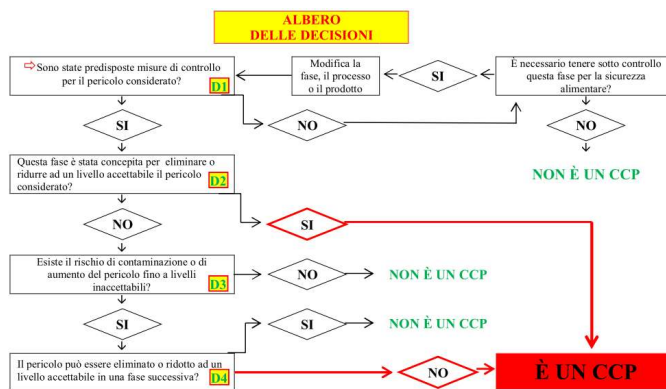 ALBERO
DELLE DECISIONI
⇨Sono state predisposte misure di controllo
per il pericolo considerato?
D1
Modifica la
fase, il processo
o il prodotto
SI
È necessario tenere sotto controllo
questa fase per la sicurezza
alimentare?
SI
NO
NO
NON È UN CCP
Questa fase è stata concepita per eliminare o
ridurre ad un livello accettabile il pericolo
considerato?
D2
NO
SI
Esiste il rischio di contaminazione o di
aumento del pericolo fino a livelli
inaccettabili?
D3
NO
NON È UN CCP
SI
SI
NON È UN CCP
Il pericolo può essere eliminato o ridotto ad un
livello accettabile in una fase successiva?
D4
NO
È UN CCP